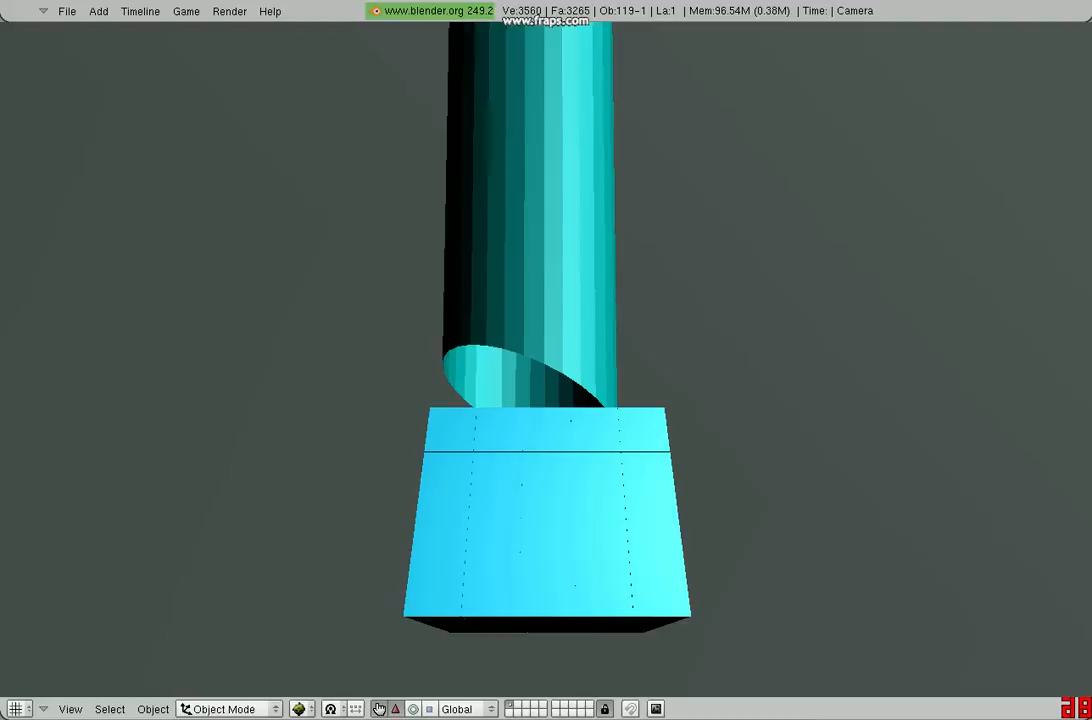 File Add Timeline Game Render Help www.blender.org 249.2 Ve:3560 | Fa:3265 | Ob:119-1 | La:1 | Mem:96.54M (0.38M) | Time: | Camera
www.fraps.com
View Select Object Object Mode Global